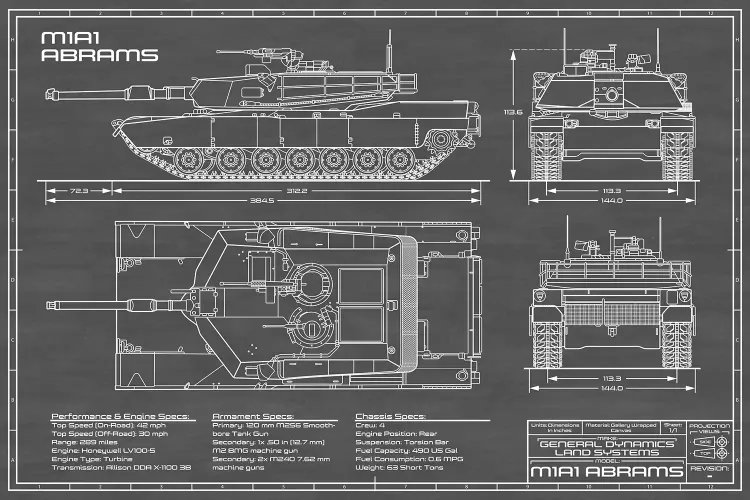 M1A1
ABRAMS
113.6
72.3
312.2
384.5
113.3
144.0
113.3
144.0
Performance & Engine Specs:
Top Speed (On-Road): 42 mph
Top Speed (Off-Road): 30 mph
Range: 289 miles
Engine: Honeywell LV100-5
Engine Type: Turbine
Transmission: Allison DDA X-1100 3B
Armament Specs:
Primary: 120 mm M256 Smooth-
bore Tank Gun
Secondary: 1x .50 in (12.7 mm)
M2 BMG machine gun
Secondary: 2x M240 7.62 mm
machine guns
Chassis Specs:
Crew: 4
Engine Position: Rear
Suspension: Torsion Bar
Fuel Capacity: 490 US Gal
Fuel Consumption: 0.6 MPG
Weight: 63 Short Tons
Units: Dimensions
In Inches
Material: Gallery Wrapped
Canvas
Sheet:
1/1
MAKE:
GENERAL DYNAMICS
LAND SYSTEMS
MODEL:
M1A1 ABRAMS
PROJECTION
VIEWS:
SIDE
TOP
REVISION:
-